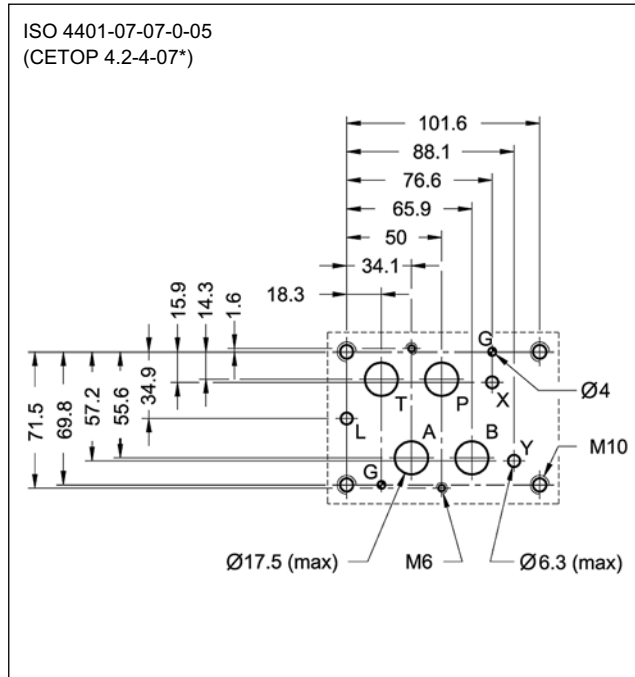 ISO 4401-07-07-0-05
(CETOP 4.2-4-07*)
101.6
88.1
76.6
65.9
50
34.1
18.3
15.9
14.3
1.6
71.5
69.8
57.2
55.6
34.9
G
T
P
X
Ø4
L
A
B
Y
M10
G
Ø17.5 (max)
M6
Ø6.3 (max)